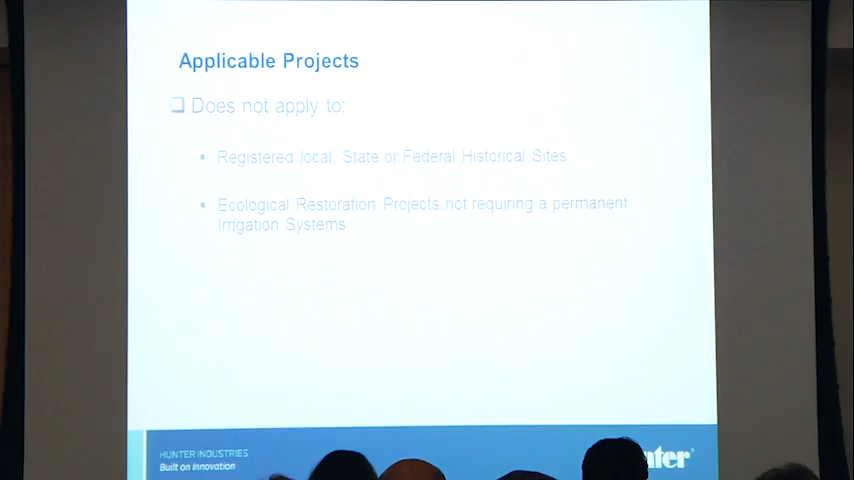 Applicable Projects
Does not apply to:
Registered local, State or Federal Historical Sites
Ecological Restoration Projects not requiring a permanent
Irrigation Systems
HUNTER INDUSTRIES
Built on Innovation